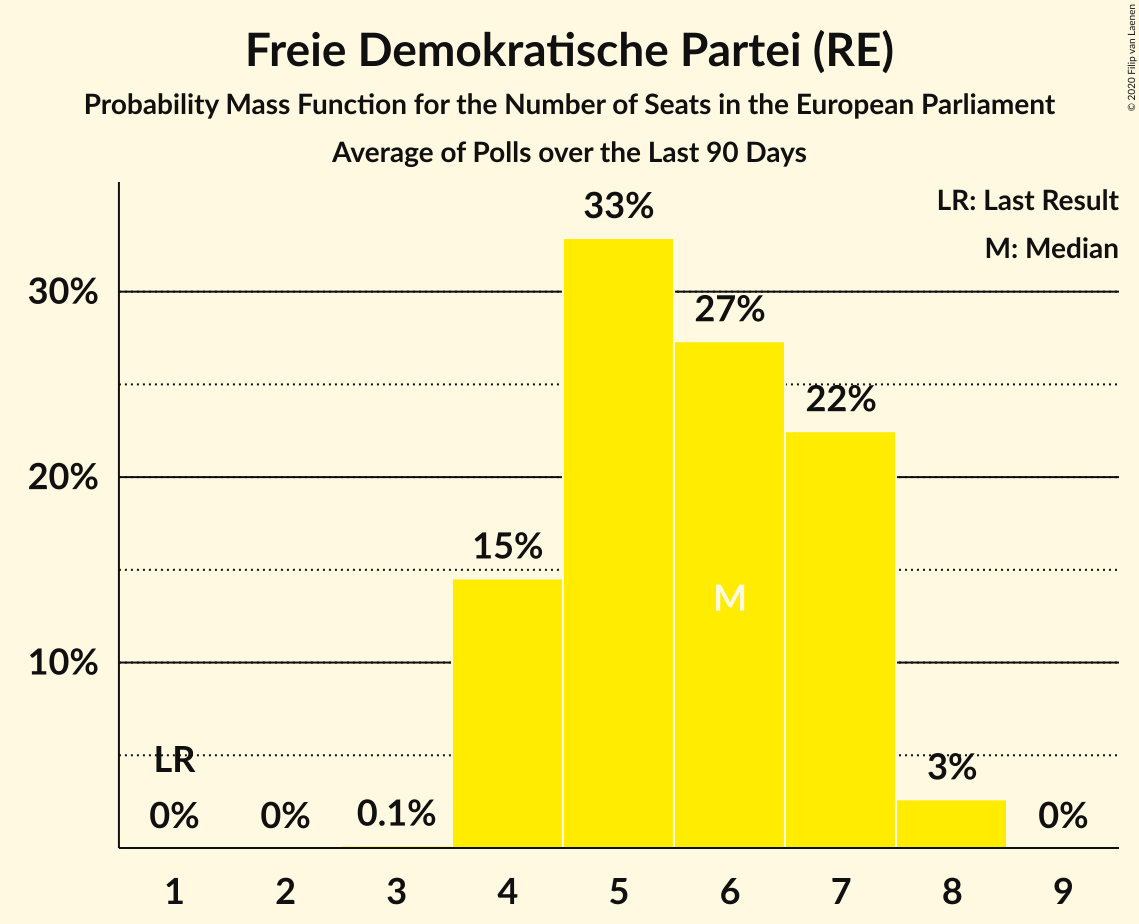 Freie Demokratische Partei (RE)
Probability Mass Function for the Number of Seats in the European Parliament
Average of Polls over the Last 90 Days
© 2020 Filip van Laenen
LR: Last Result
M: Median
33%
30%
27%
22%
20%
15%
M
10%
LR
3%
0%
0%
0.1%
0%
1 2 3 4 5 6 7 8 9